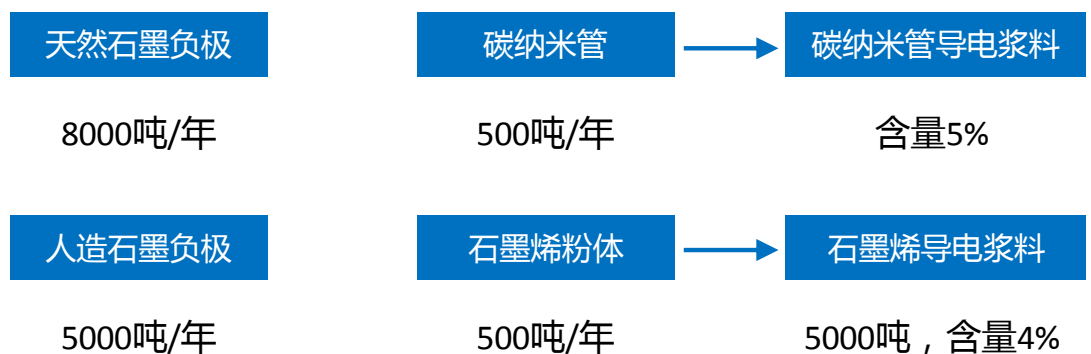 天然石墨负极
碳纳米管
碳纳米管导电浆料
8000吨/年
500吨/年
含量5%
人造石墨负极
石墨烯粉体
石墨烯导电浆料
5000吨/年
500吨/年
5000吨，含量4%